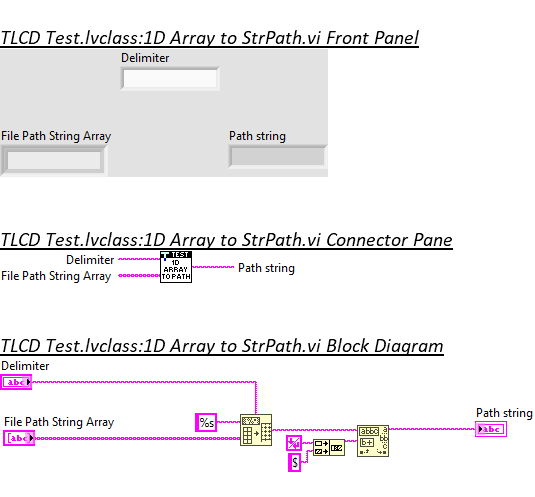 TLCD Test.lvclass:1D Array to StrPath.vi Front Panel
Delimiter
File Path String Array
Path string
TLCD Test.lvclass:1D Array to StrPath.vi Connector Pane
Delimiter
File Path String Array
TEST
1D
ARRAY
TO PATH
Path string
TLCD Test.lvclass:1D Array to StrPath.vi Block Diagram
Delimiter
abc
File Path String Array
%s
Path string
abc
abc
$